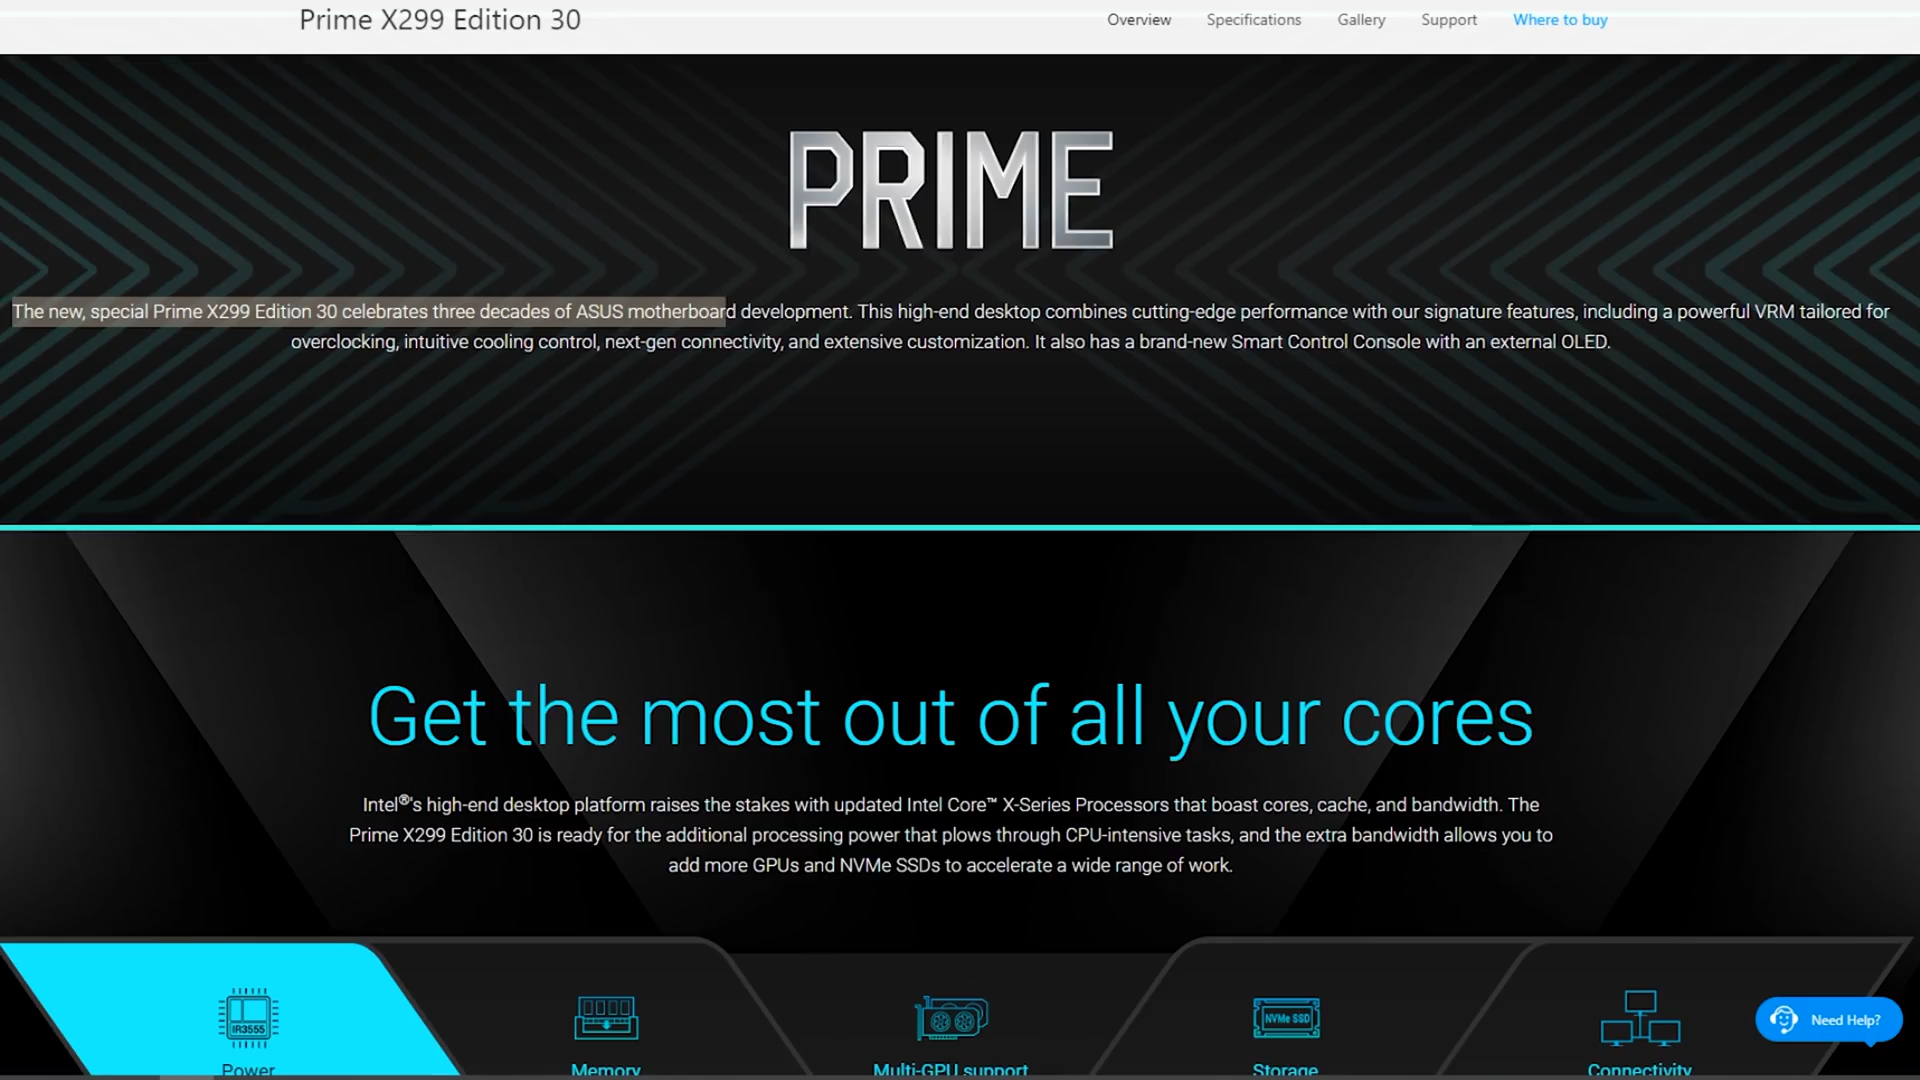 Prime X299 Edition 30
Overview Specifications Gallery Support Where to buy
PRIME
The new, special Prime X299 Edition 30 celebrates three decades of ASUS motherboard development. This high-end desktop combines cutting-edge performance with our signature features, including a powerful VRM tailored for
overclocking, intuitive cooling control, next-gen connectivity, and extensive customization. It also has a brand-new Smart Control Console with an external OLED.
Get the most out of all your cores
Intel®'s high-end desktop platform raises the stakes with updated Intel Core™ X-Series Processors that boast cores, cache, and bandwidth. The
Prime X299 Edition 30 is ready for the additional processing power that plows through CPU-intensive tasks, and the extra bandwidth allows you to
add more GPUs and NVMe SSDs to accelerate a wide range of work.
IR3555
NVMe SSD
Need Help?
Power Memory Multi-GPU support Storage Connectivity